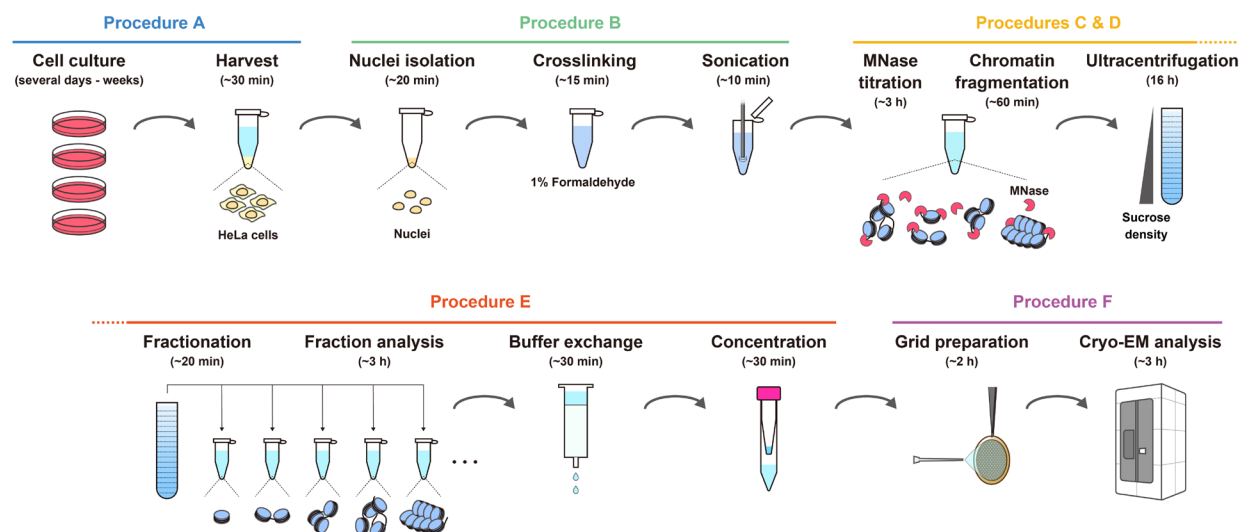 Procedure A
Procedure B
Procedures C & D
Cell culture
(several days - weeks)
Harvest
(~30 min)
Nuclei isolation
(~20 min)
Crosslinking
(~15 min)
Sonication
(~10 min)
MNase
titration
(~3 h)
Chromatin
fragmentation
(~60 min)
Ultracentrifugation
(16 h)
HeLa cells
Nuclei
1% Formaldehyde
MNase
Sucrose
density
Procedure E
Procedure F
Fractionation
(~20 min)
Fraction analysis
(~3 h)
Buffer exchange
(~30 min)
Concentration
(~30 min)
Grid preparation
(~2 h)
Cryo-EM analysis
(~3 h)
...